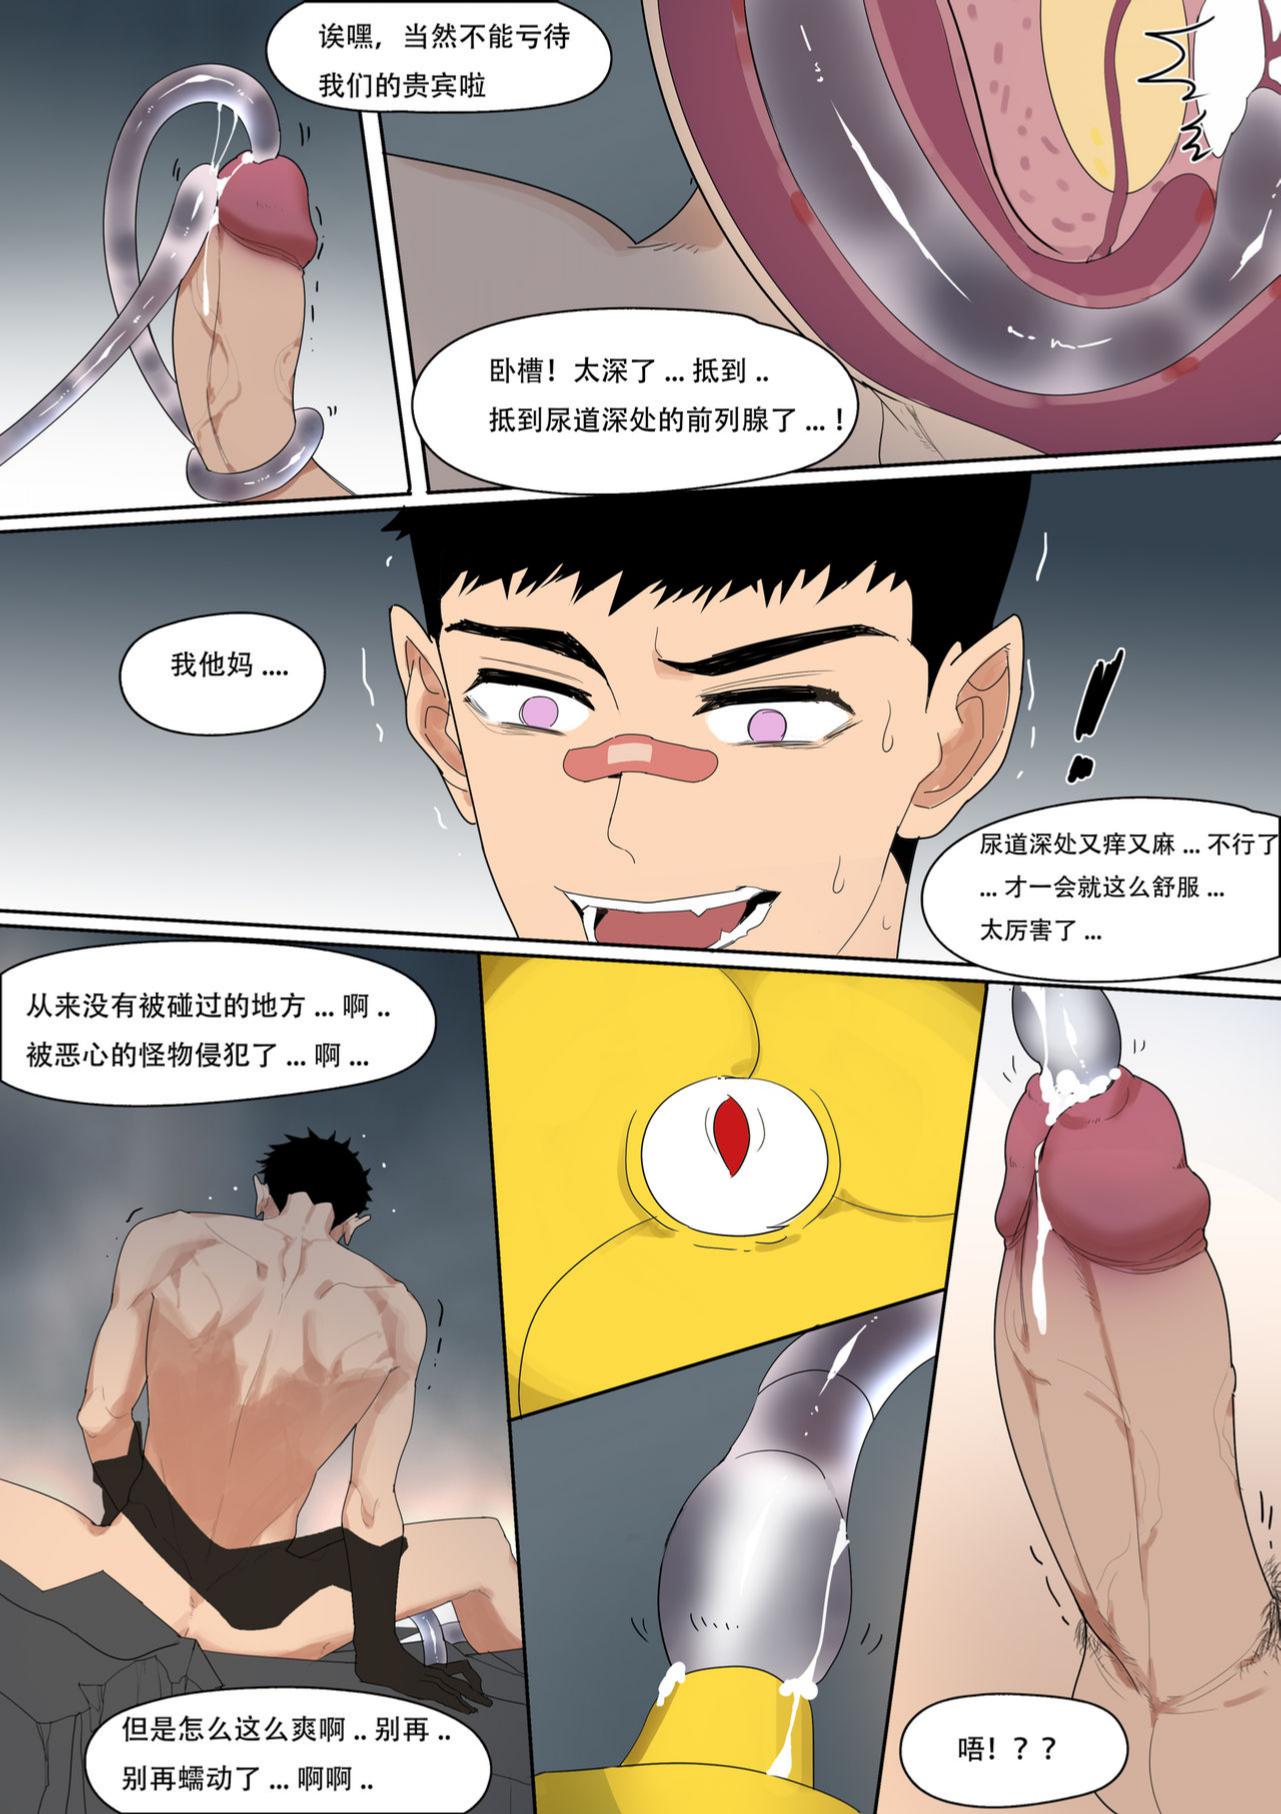 诶嘿，当然不能亏待
我们的贵宾啦
卧槽！太深了 ... 抵到 ..
抵到尿道深处的前列腺了 ... !
我他妈 ....
尿道深处又痒又麻 ... 不行了
... 才一会就这么舒服 ...
太厉害了 ...
从来没有被碰过的地方 ... 啊 ..
被恶心的怪物侵犯了 ... 啊 ...
但是怎么这么爽啊 .. 别再 ..
别再蠕动了 ... 啊啊 ..
唔！？？